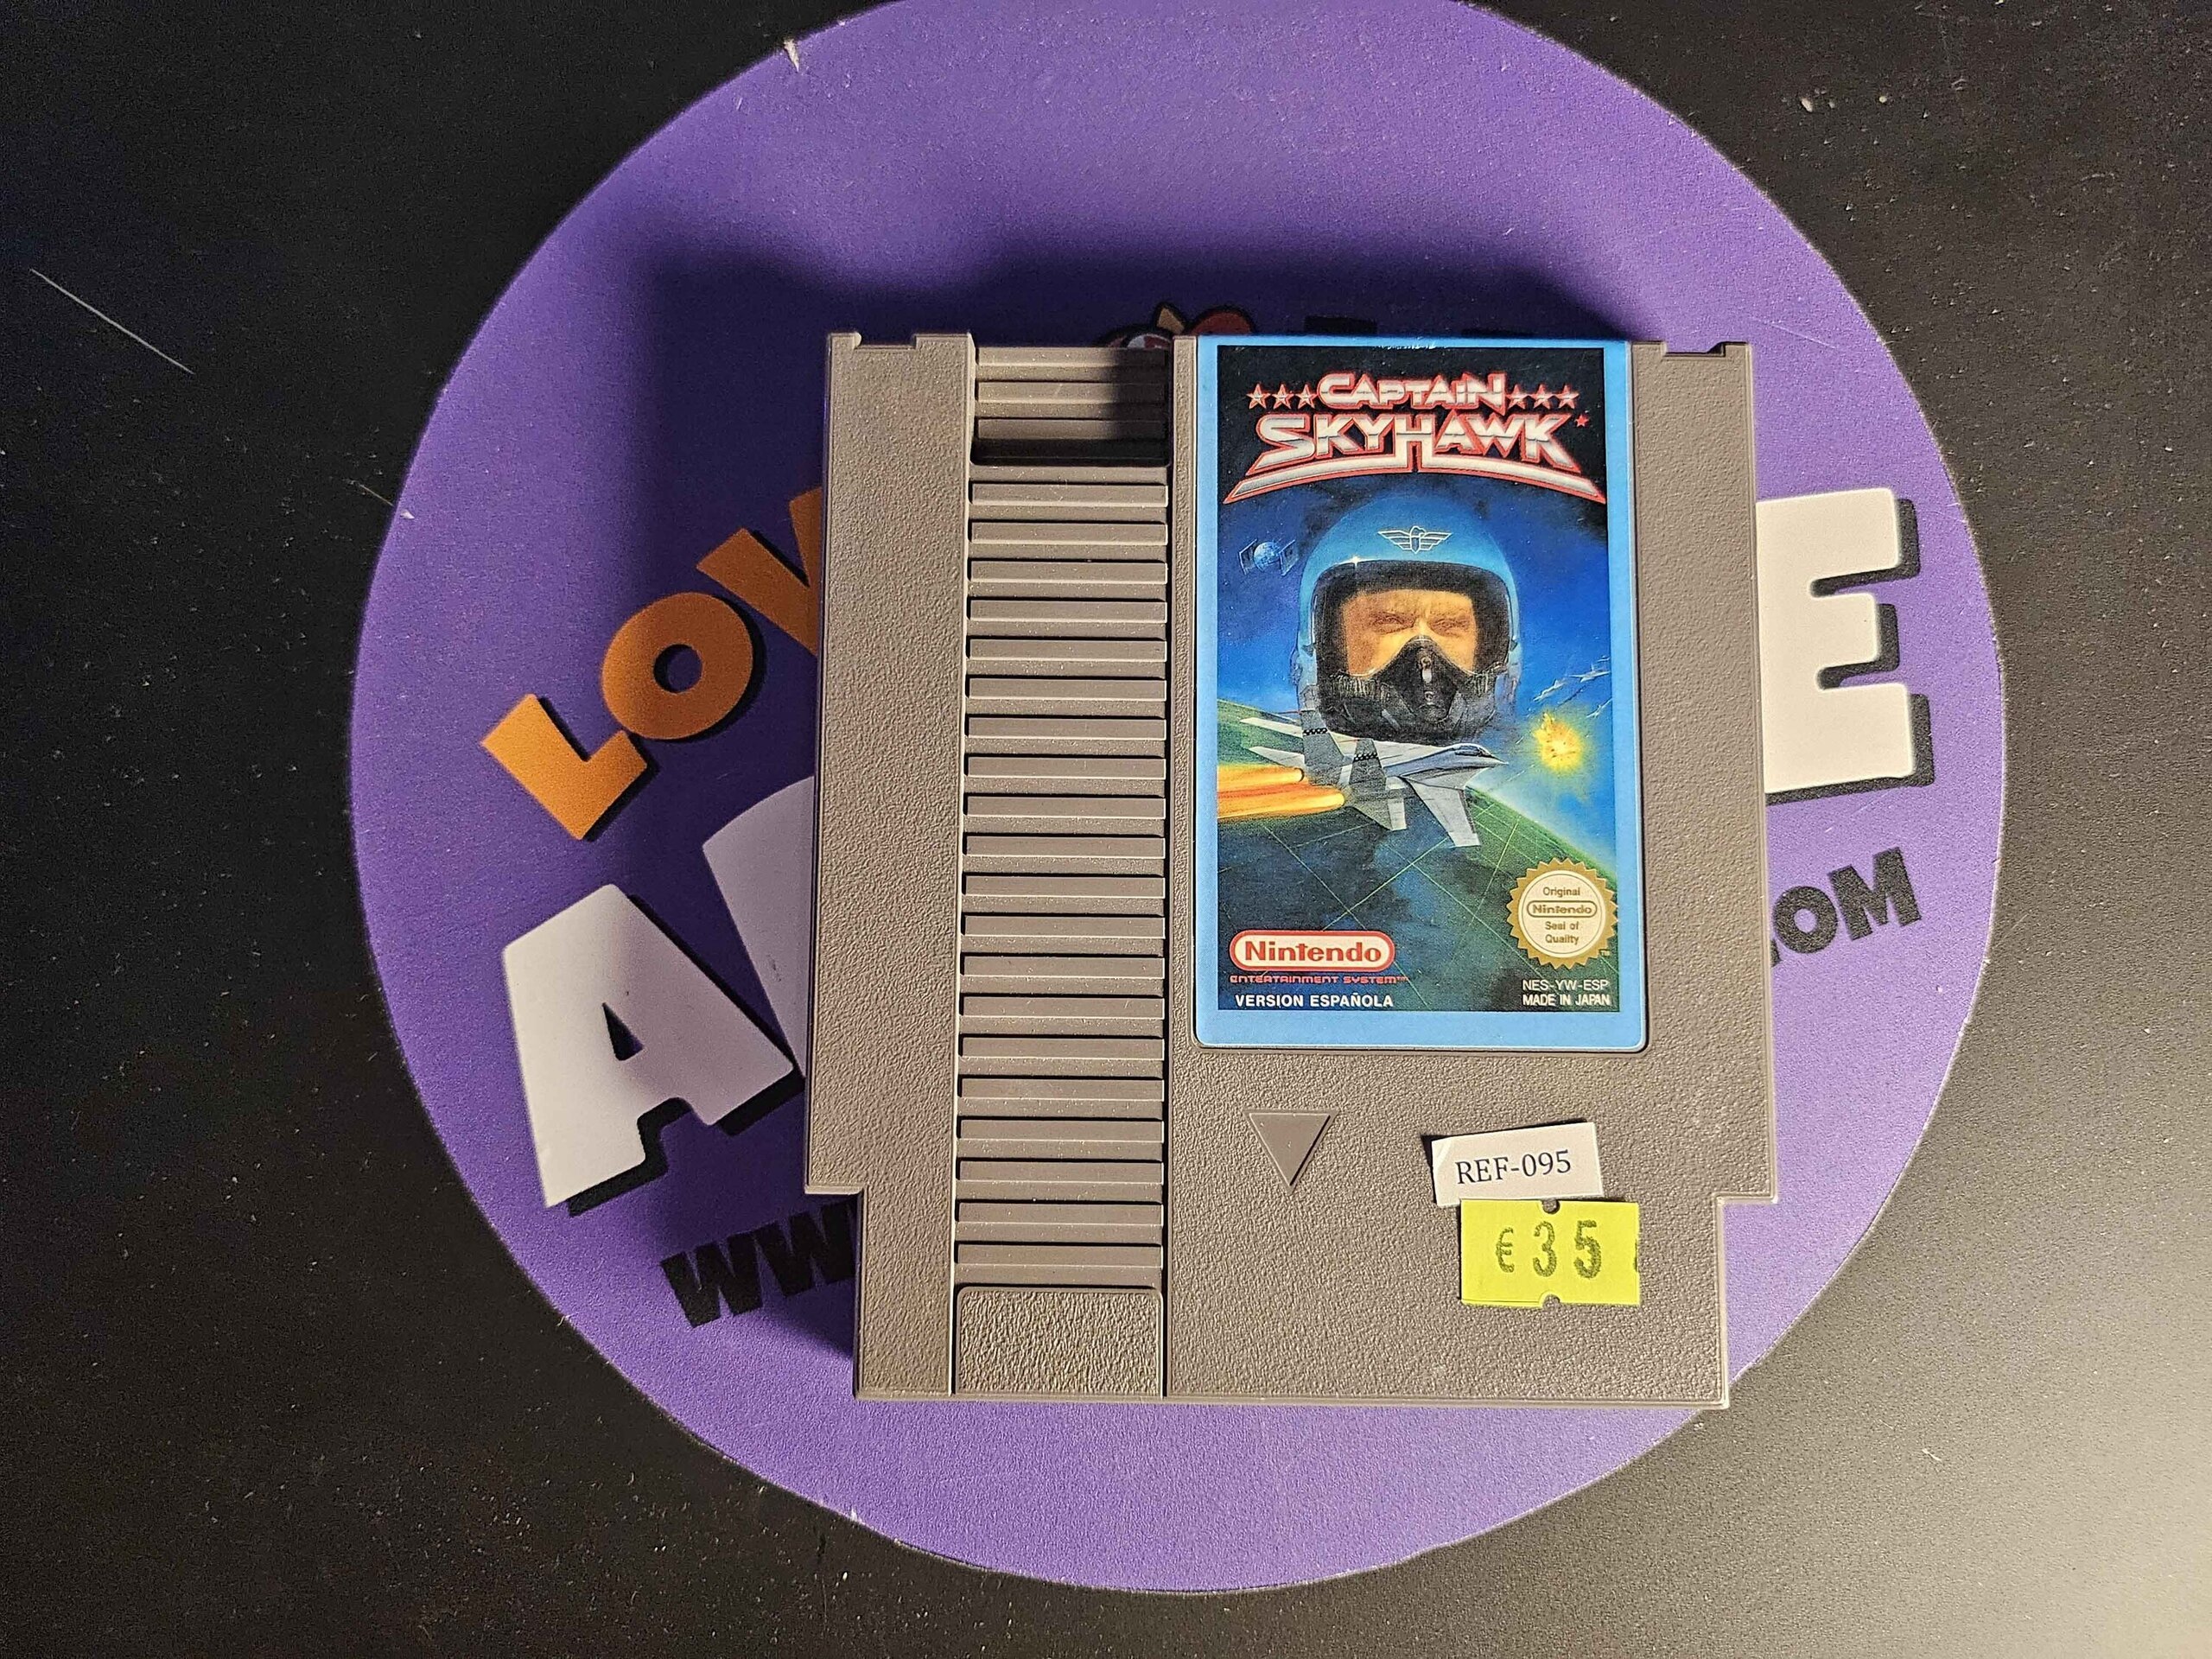 CAPTAIN
SKYHAWK
Original
Nintendo
Seal of
Quality
Nintendo
ENTERTAINMENT SYSTEM™
VERSION ESPAÑOLA
NES-YW-ESP
MADE IN JAPAN
REF-095
€35